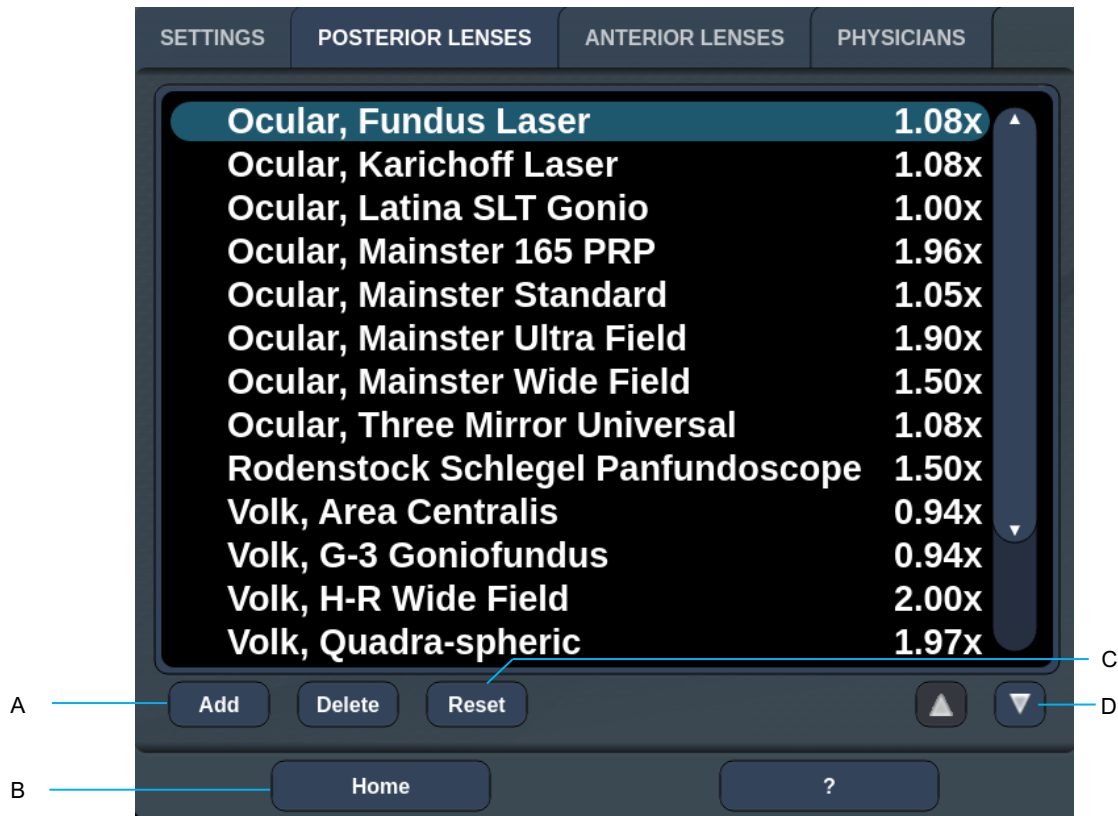 SETTINGS POSTERIOR LENSES ANTERIOR LENSES PHYSICIANS
Ocular, Fundus Laser 1.08x
Ocular, Karichoff Laser 1.08x
Ocular, Latina SLT Gonio 1.00x
Ocular, Mainster 165 PRP 1.96x
Ocular, Mainster Standard 1.05x
Ocular, Mainster Ultra Field 1.90x
Ocular, Mainster Wide Field 1.50x
Ocular, Three Mirror Universal 1.08x
Rodenstock Schlegel Panfundoscope 1.50x
Volk, Area Centralis 0.94x
Volk, G-3 Goniofundus 0.94x
Volk, H-R Wide Field 2.00x
Volk, Quadra-spheric 1.97x
C
A Add Delete Reset D
B Home ?